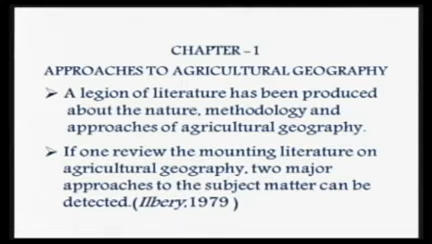 CHAPTER – 1
APPROACHES TO AGRICULTURAL GEOGRAPHY
➢ A legion of literature has been produced
about the nature, methodology and
approaches of agricultural geography.
➢ If one review the mounting literature on
agricultural geography, two major
approaches to the subject matter can be
detected.(Ilbery,1979 )